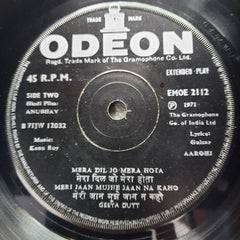 TRADE MARK
ODEON
Regd. Trade Mark of The Gramophone Co. Ltd.
45 R.P.M.
EXTENDED-PLAY
SIDE TWO
EMOE 2112
Hindi Film:
ANUBHAV
℗ 1971
The Gramophone
Co. of India Ltd
B 7TJW 12032
Music:
Kanu Roy
Lyrics:
Gulzar
AAROHI
MERA DIL JO MERA HOTA
मेरा दिल जो मेरा होता
MERI JAAN MUJHE JAAN NA KAHO
मेरी जान मुझे जान न कहो
GEETA DUTT